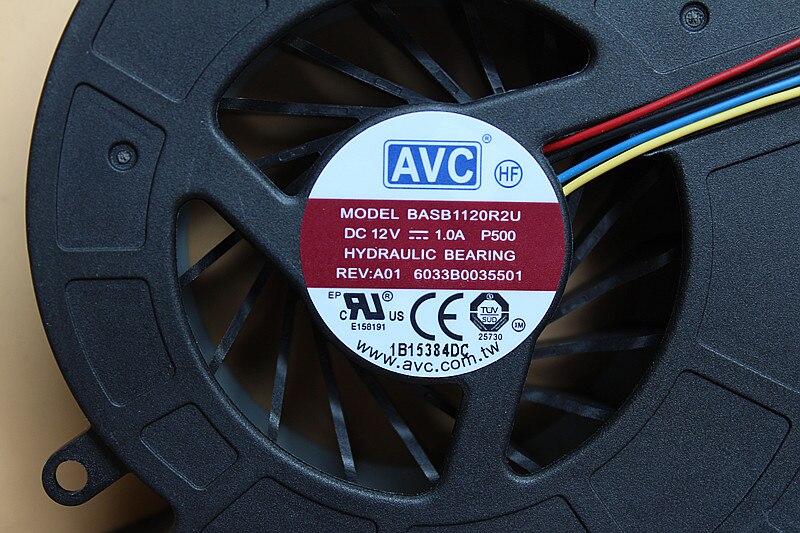 AVC ®
HF
MODEL BASB1120R2U
DC 12V ⎓ 1.0A P500
HYDRAULIC BEARING
REV:A01 6033B0035501
EP
c RU ® US
E158191
CE
TÜV
SÜD
25730
1B15384DC
www.avc.com.tw